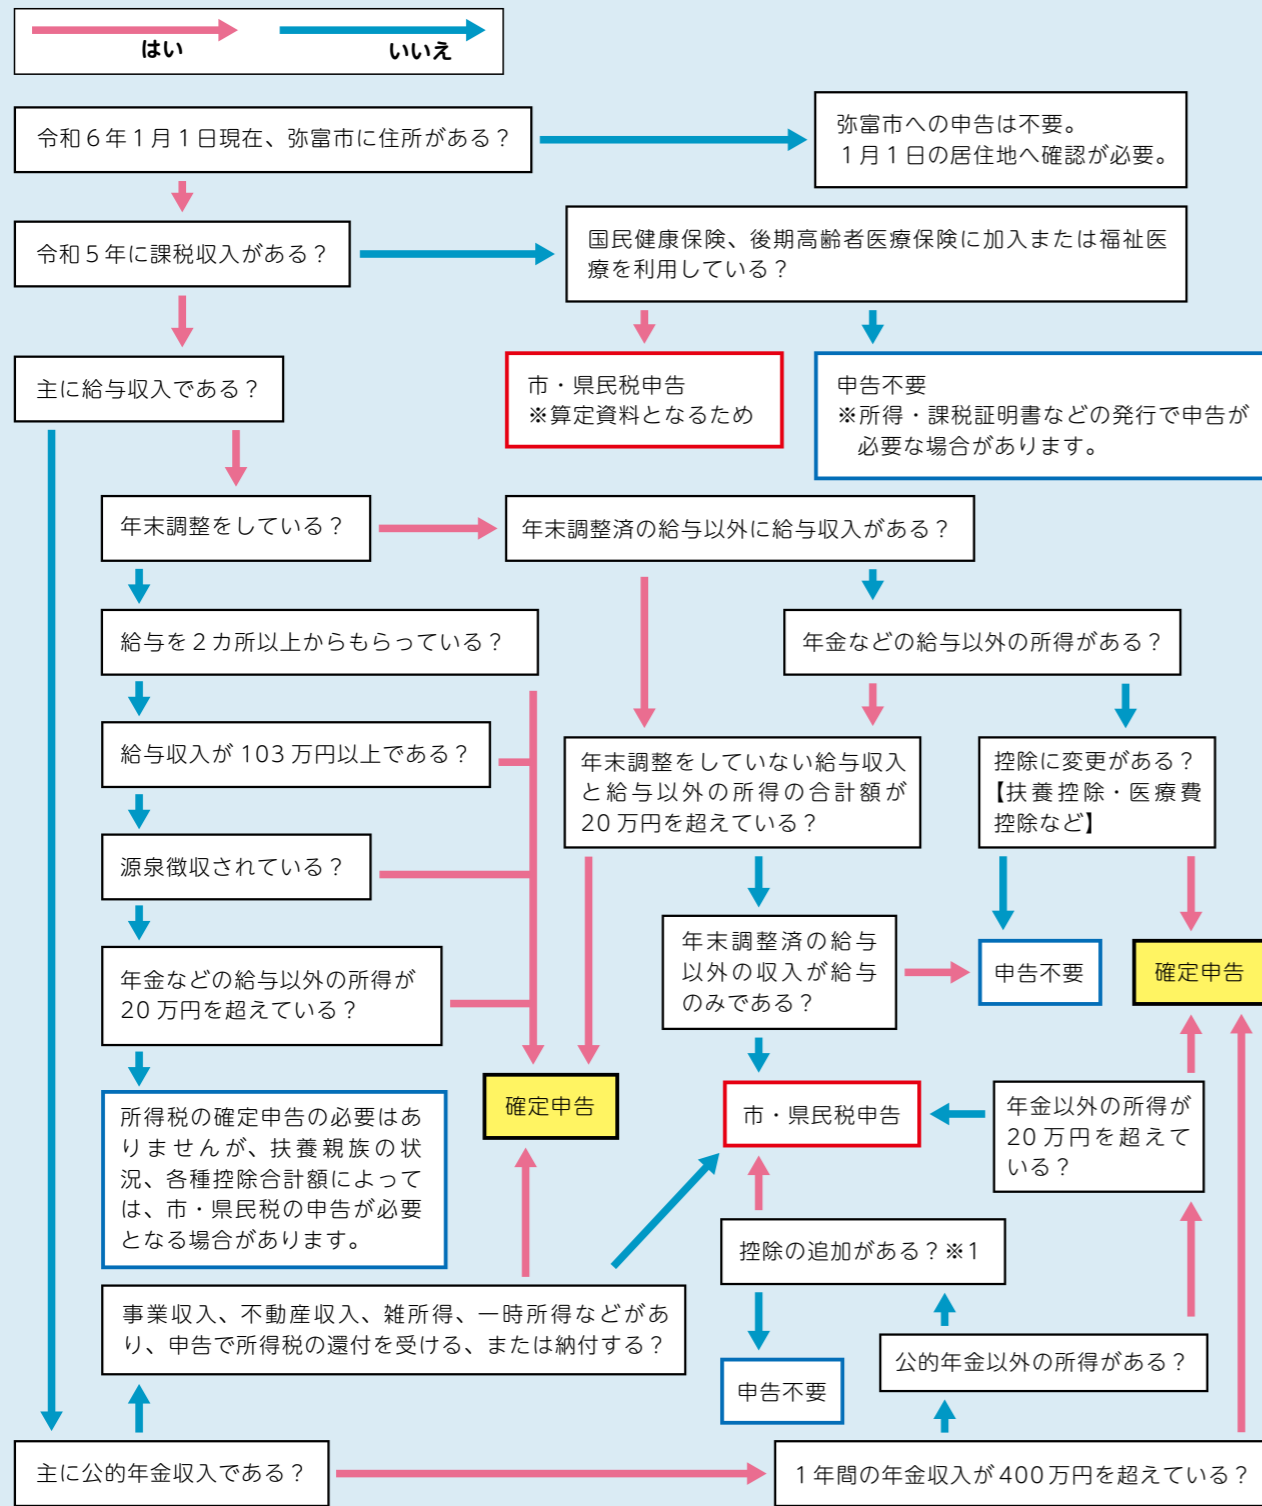 はい
いいえ
令和６年１月１日現在、弥富市に住所がある？
弥富市への申告は不要。
１月１日の居住地へ確認が必要。
令和５年に課税収入がある？
国民健康保険、後期高齢者医療保険に加入または福祉医
療を利用している？
主に給与収入である？
市・県民税申告
※算定資料となるため
申告不要
※所得・課税証明書などの発行で申告が
必要な場合があります。
年末調整をしている？
年末調整済の給与以外に給与収入がある？
給与を２カ所以上からもらっている？
年金などの給与以外の所得がある？
給与収入が 103 万円以上である？
年末調整をしていない給与収入
と給与以外の所得の合計額が
20 万円を超えている？
控除に変更がある？
【扶養控除・医療費
控除など】
源泉徴収されている？
年末調整済の給与
以外の収入が給与
のみである？
申告不要
確定申告
年金などの給与以外の所得が
20 万円を超えている？
所得税の確定申告の必要はあ
りませんが、扶養親族の状
況、各種控除合計額によって
は、市・県民税の申告が必要
となる場合があります。
確定申告
市・県民税申告
年金以外の所得が
20 万円を超えて
いる？
控除の追加がある？※1
事業収入、不動産収入、雑所得、一時所得などがあ
り、申告で所得税の還付を受ける、または納付する？
公的年金以外の所得がある？
申告不要
主に公的年金収入である？
１年間の年金収入が 400万円を超えている？